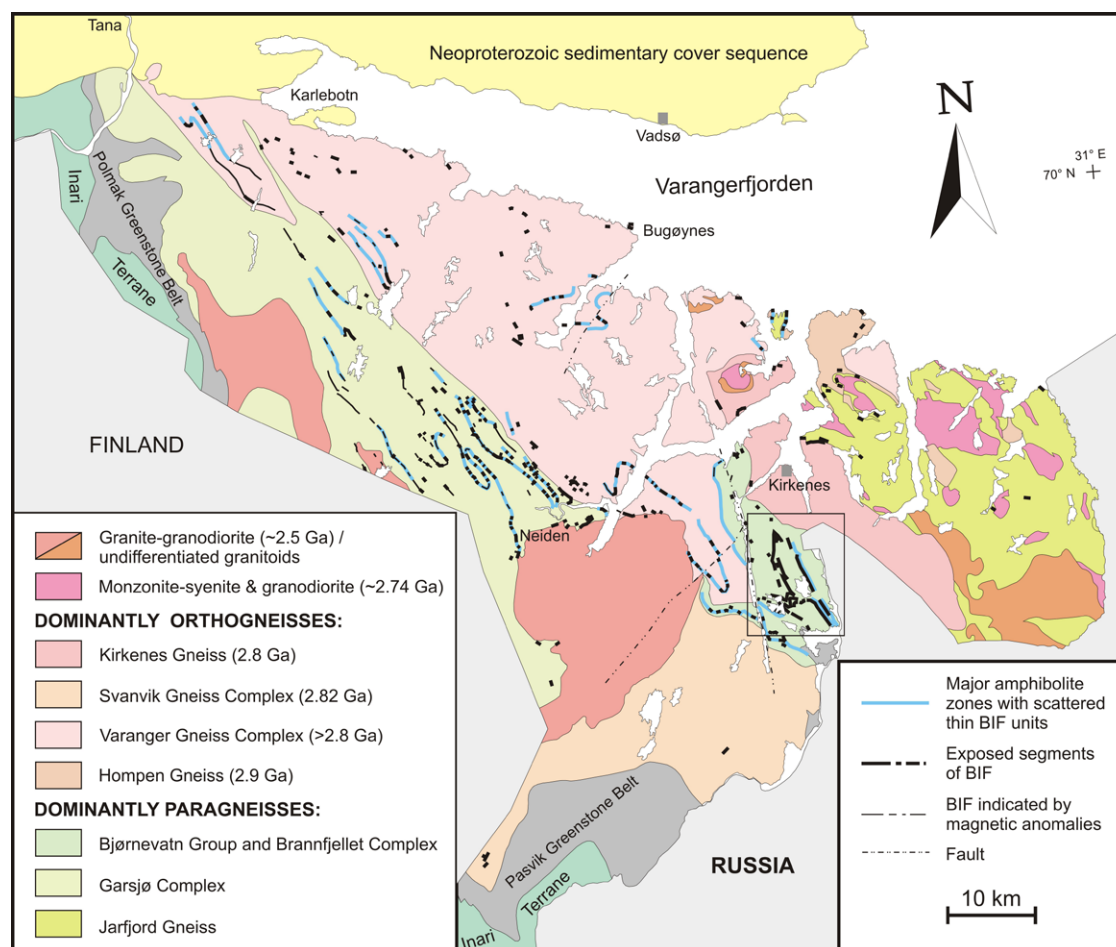 Tana
Neoproterozoic sedimentary cover sequence
Karlebotn
Vadsø
N
31° E
70° N
Inari
Polmak Greenstone Belt
Terrane
Varangerfjorden
Bugøynes
FINLAND
Kirkenes
Neiden
Pasvik Greenstone Belt
RUSSIA
Terrane
Inari
Granite-granodiorite (~2.5 Ga) /
undifferentiated granitoids
Monzonite-syenite & granodiorite (~2.74 Ga)
DOMINANTLY ORTHOGNEISSES:
Kirkenes Gneiss (2.8 Ga)
Svanvik Gneiss Complex (2.82 Ga)
Varanger Gneiss Complex (>2.8 Ga)
Hompen Gneiss (2.9 Ga)
DOMINANTLY PARAGNEISSES:
Bjørnevatn Group and Brannfjellet Complex
Garsjø Complex
Jarfjord Gneiss
Major amphibolite
zones with scattered
thin BIF units
Exposed segments
of BIF
BIF indicated by
magnetic anomalies
Fault
10 km